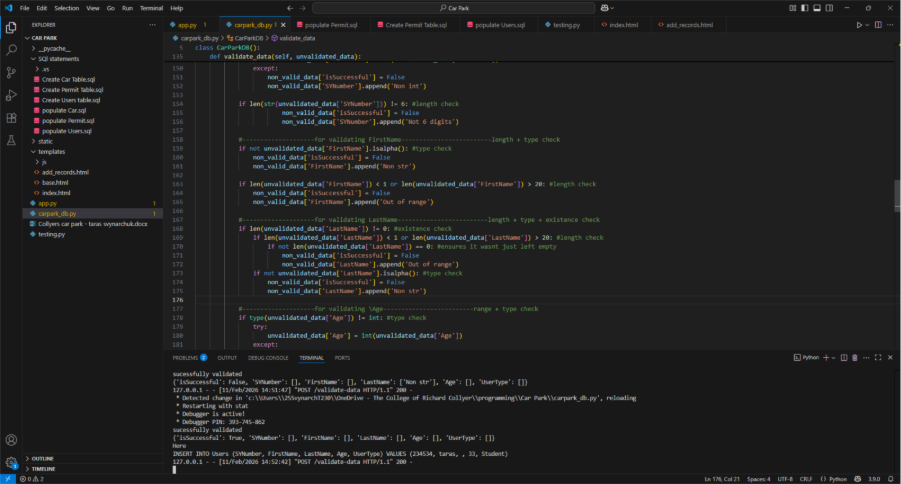 File Edit Selection View Go Run Terminal Help
Car Park
EXPLORER
CAR PARK
__pycache__
SQl statements
.vs
Create Car Table.sql
Create Permit Table.sql
Create Users table.sql
populate Car.sql
populate Permit.sql
populate Users.sql
static
templates
js
add_records.html
base.html
index.html
app.py 1
carpark_db.py 1
Collyers car park - taras svynarchuk.docx
testing.py
OUTLINE
TIMELINE
app.py 1 carpark_db.py 1 populate Permit.sql Create Permit Table.sql populate Users.sql testing.py index.html add_records.html
carpark_db.py > CarParkDB > validate_data
5 class CarParkDB():
135 def validate_data(self, unvalidated_data):
except:
153 non_valid_data['isSuccessful'] = False
152 non_valid_data['SYNumber'].append('Non int')
153
154 if len(str(unvalidated_data['SYNumber'])) != 6: #length check
155 non_valid_data['isSuccessful'] = False
156 non_valid_data['SYNumber'].append('Not 6 digits')
157
158 #--------------------for validating FirstName-------------------------length + type check
159 if not unvalidated_data['FirstName'].isalpha(): #type check
160 non_valid_data['isSuccessful'] = False
161 non_valid_data['FirstName'].append('Non str')
162
163 if len(unvalidated_data['FirstName']) < 1 or len(unvalidated_data['FirstName']) > 20: #length check
164 non_valid_data['isSuccessful'] = False
165 non_valid_data['FirstName'].append('Out of range')
166
167 #--------------------for validating LastName-------------------------length + type + existence check
168 if len(unvalidated_data['LastName']) != 0: #existence check
169 if len(unvalidated_data['LastName']) < 1 or len(unvalidated_data['LastName']) > 20: #length check
170 if not len(unvalidated_data['LastName']) == 0: #ensures it wasnt just left empty
171 non_valid_data['isSuccessful'] = False
172 non_valid_data['LastName'].append('Out of range')
173 if not unvalidated_data['LastName'].isalpha(): #type check
174 non_valid_data['isSuccessful'] = False
175 non_valid_data['LastName'].append('Non str')
176
177 #--------------------for validating \Age-------------------------range + type check
178 if type(unvalidated_data['Age']) != int: #type check
179 try:
180 unvalidated_data['Age'] = int(unvalidated_data['Age'])
181 except:
PROBLEMS 2 OUTPUT DEBUG CONSOLE TERMINAL PORTS
Python
sucessfully validated
{'isSuccessful': False, 'SYNumber': [], 'FirstName': [], 'LastName': ['Non str'], 'Age': [], 'UserType': []}
127.0.0.1 - - [11/Feb/2026 14:51:47] "POST /validate-data HTTP/1.1" 200 -
* Detected change in 'c:\\Users\\25SvynarchT230\\OneDrive - The College of Richard Collyer\\programming\\Car Park\\carpark_db.py', reloading
* Restarting with stat
* Debugger is active!
* Debugger PIN: 393-745-862
sucessfully validated
{'isSuccessful': True, 'SYNumber': [], 'FirstName': [], 'LastName': [], 'Age': [], 'UserType': []}
Here
INSERT INTO Users (SYNumber, FirstName, LastName, Age, UserType) VALUES (234534, taras, , 33, Student)
127.0.0.1 - - [11/Feb/2026 14:52:42] "POST /validate-data HTTP/1.1" 200 -
0 2
Ln 176, Col 21 Spaces: 4 UTF-8 CRLF Python 3.9.0